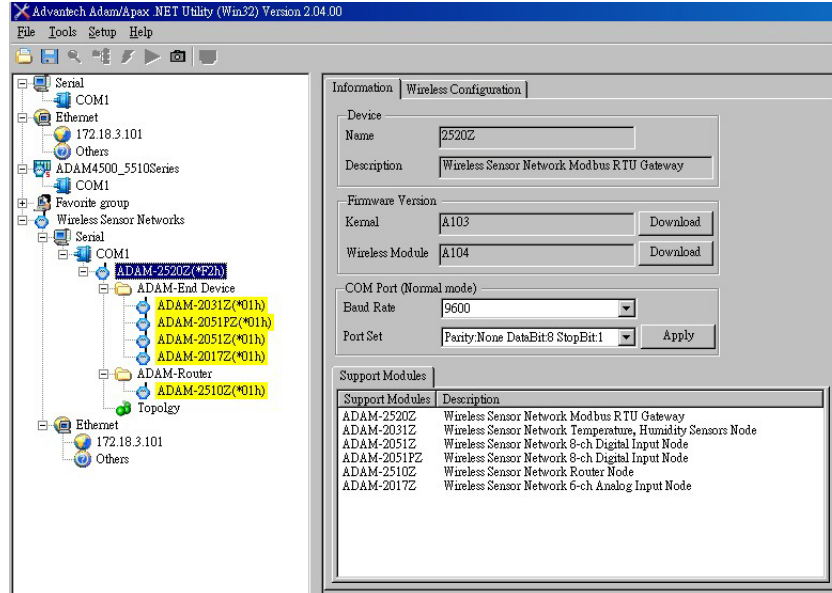 Advantech Adam/Apax .NET Utility (Win32) Version 2.04.00
File Tools Setup Help
Serial
COM1
Ethernet
172.18.3.101
Others
ADAM4500_5510Series
COM1
Favorite group
Wireless Sensor Networks
Serial
COM1
ADAM-2520Z(*F2h)
ADAM-End Device
ADAM-2031Z(*01h)
ADAM-2051PZ(*01h)
ADAM-2051Z(*01h)
ADAM-2017Z(*01h)
ADAM-Router
ADAM-2510Z(*01h)
Topolgy
Ethernet
172.18.3.101
Others
Information Wireless Configuration
Device
Name 2520Z
Description Wireless Sensor Network Modbus RTU Gateway
Firmware Version
Kernal A103 Download
Wireless Module A104 Download
COM Port (Normal mode)
Baud Rate 9600
Port Set Parity:None DataBit:8 StopBit:1 Apply
Support Modules
Support Modules Description
ADAM-2520Z Wireless Sensor Network Modbus RTU Gateway
ADAM-2031Z Wireless Sensor Network Temperature, Humidity Sensors Node
ADAM-2051Z Wireless Sensor Network 8-ch Digital Input Node
ADAM-2051PZ Wireless Sensor Network 8-ch Digital Input Node
ADAM-2510Z Wireless Sensor Network Router Node
ADAM-2017Z Wireless Sensor Network 6-ch Analog Input Node